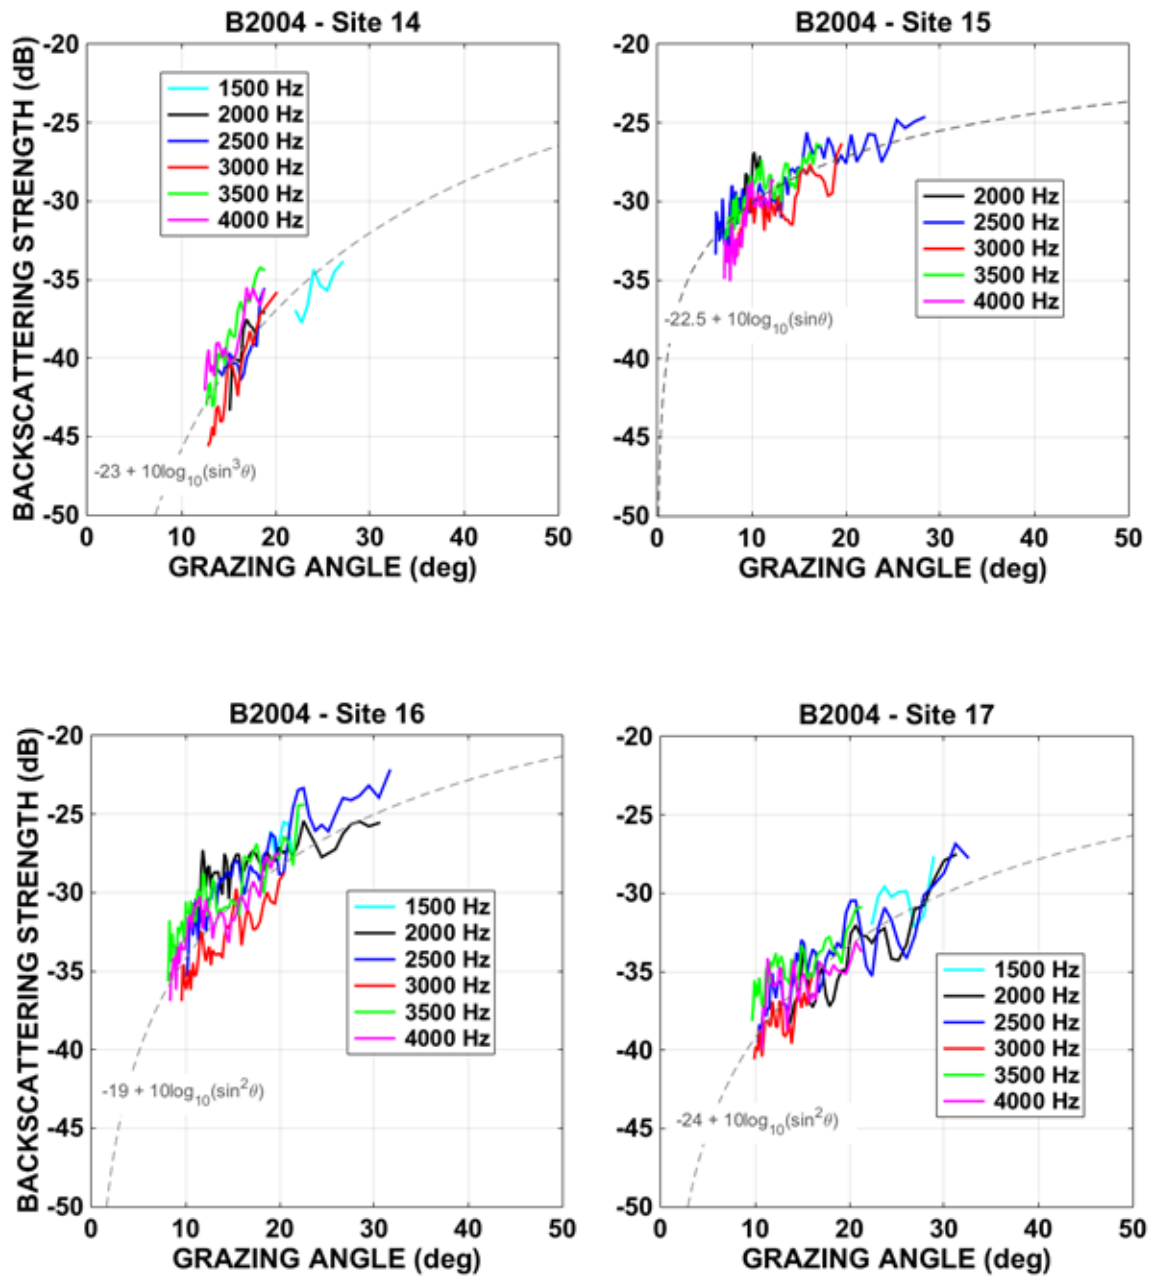 B2004 - Site 14
BACKSCATTERING STRENGTH (dB)
-20
-25
-30
-35
-40
-45
-50
1500 Hz
2000 Hz
2500 Hz
3000 Hz
3500 Hz
4000 Hz
-23 + 10log₁₀(sin³θ)
0 10 20 30 40 50
GRAZING ANGLE (deg)
B2004 - Site 15
-20
-25
-30
-35
-40
-45
-50
2000 Hz
2500 Hz
3000 Hz
3500 Hz
4000 Hz
-22.5 + 10log₁₀(sinθ)
0 10 20 30 40 50
GRAZING ANGLE (deg)
B2004 - Site 16
BACKSCATTERING STRENGTH (dB)
-20
-25
-30
-35
-40
-45
-50
1500 Hz
2000 Hz
2500 Hz
3000 Hz
3500 Hz
4000 Hz
-19 + 10log₁₀(sin²θ)
0 10 20 30 40 50
GRAZING ANGLE (deg)
B2004 - Site 17
-20
-25
-30
-35
-40
-45
-50
1500 Hz
2000 Hz
2500 Hz
3000 Hz
3500 Hz
4000 Hz
-24 + 10log₁₀(sin²θ)
0 10 20 30 40 50
GRAZING ANGLE (deg)